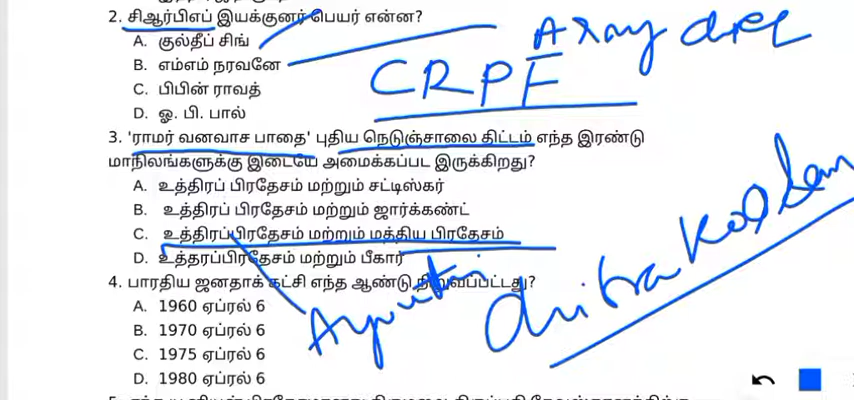 2. சிஆர்பிஎப் இயக்குனர் பெயர் என்ன?
A. குல்தீப் சிங்
B. எம்எம் நரவனே
C. பிபின் ராவத்
D. ஓ. பி. பால்
CRPF
3. 'ராமர் வனவாச பாதை' புதிய நெடுஞ்சாலை திட்டம் எந்த இரண்டு
மாநிலங்களுக்கு இடையே அமைக்கப்பட இருக்கிறது?
A. உத்திரப் பிரதேசம் மற்றும் சட்டிஸ்கர்
B. உத்திரப் பிரதேசம் மற்றும் ஜார்க்கண்ட்
C. உத்திரப்பிரதேசம் மற்றும் மத்திய பிரதேசம்
D. உத்தரப்பிரதேசம் மற்றும் பீகார்
4. பாரதிய ஜனதாக் கட்சி எந்த ஆண்டு நிறுவப்பட்டது?
A. 1960 ஏப்ரல் 6
B. 1970 ஏப்ரல் 6
C. 1975 ஏப்ரல் 6
D. 1980 ஏப்ரல் 6